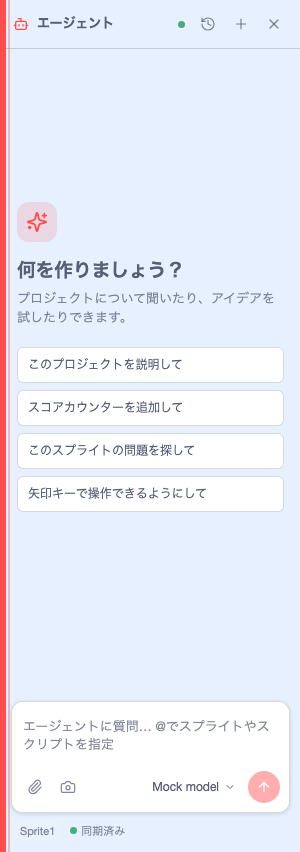 エージェント
何を作りましょう？
プロジェクトについて聞いたり、アイデアを
試したりできます。
このプロジェクトを説明して
スコアカウンターを追加して
このスプライトの問題を探して
矢印キーで操作できるようにして
エージェントに質問... @でスプライトやス
クリプトを指定
Mock model
Sprite1 同期済み